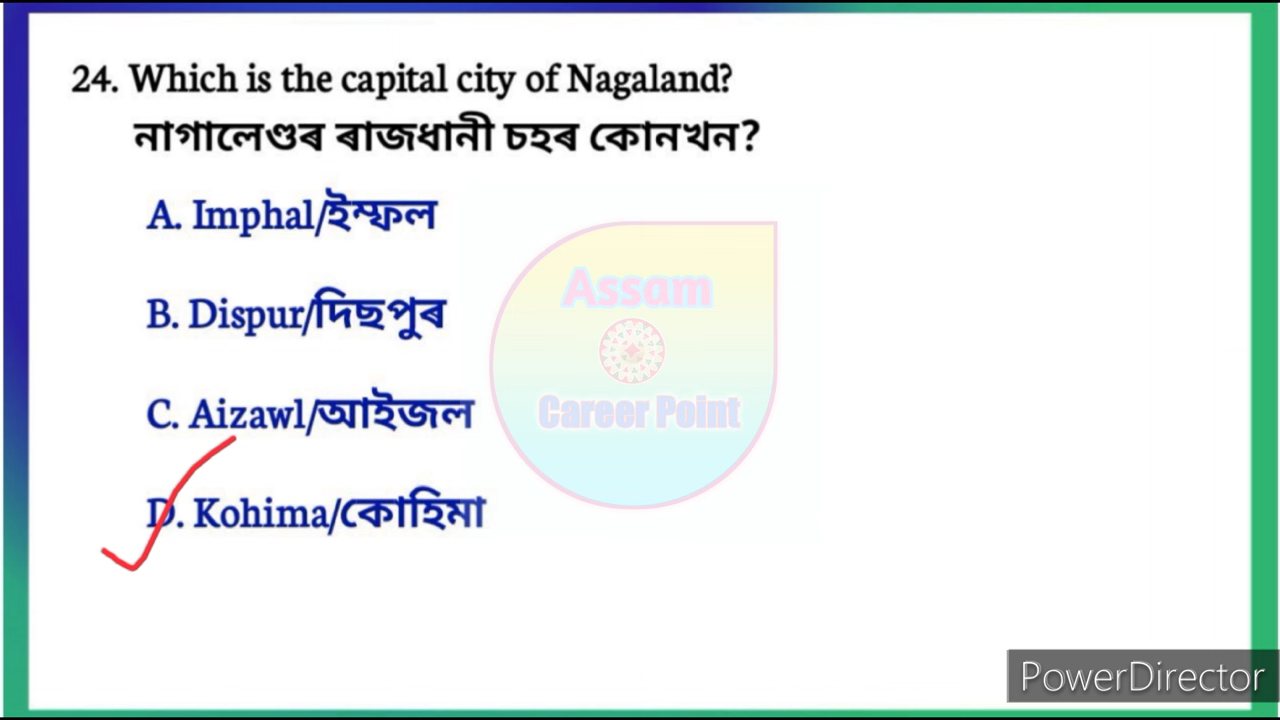 24. Which is the capital city of Nagaland?
নাগালেণ্ডৰ ৰাজধানী চহৰ কোনখন?
A. Imphal/ইম্ফল
B. Dispur/দিছপুৰ
C. Aizawl/আইজল
D. Kohima/কোহিমা
Assam
Career Point
PowerDirector